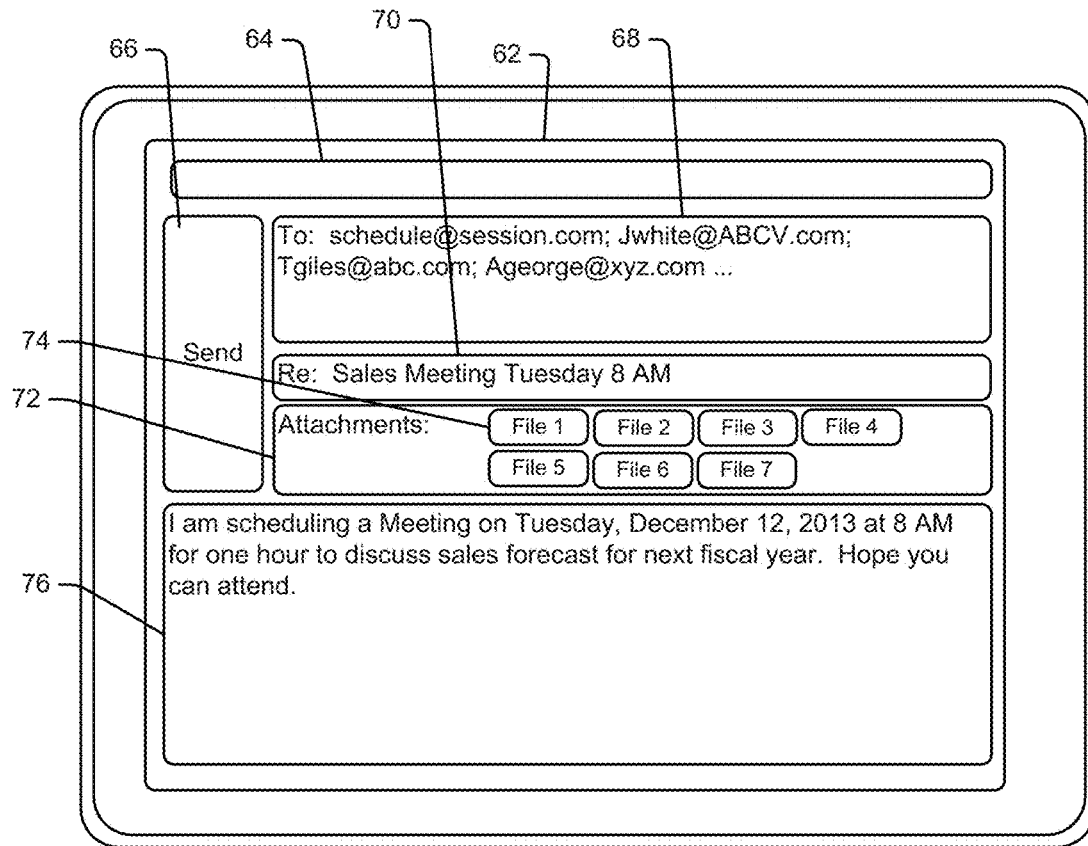 70
66
64
62
68
To: schedule@session.com; Jwhite@ABCV.com;
Tgiles@abc.com; Ageorge@xyz.com ...
74
Send
Re: Sales Meeting Tuesday 8 AM
72
Attachments:
File 1
File 2
File 3
File 4
File 5
File 6
File 7
I am scheduling a Meeting on Tuesday, December 12, 2013 at 8 AM
for one hour to discuss sales forecast for next fiscal year. Hope you
can attend.
76